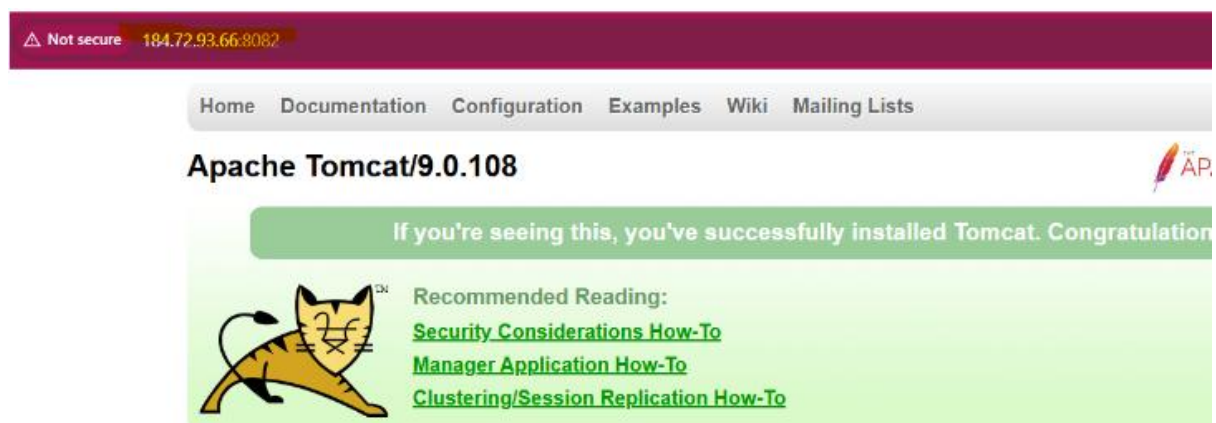 Not secure 184.72.93.66:8082
Home Documentation Configuration Examples Wiki Mailing Lists
Apache Tomcat/9.0.108
If you're seeing this, you've successfully installed Tomcat. Congratulation
TM
Recommended Reading:
Security Considerations How-To
Manager Application How-To
Clustering/Session Replication How-To